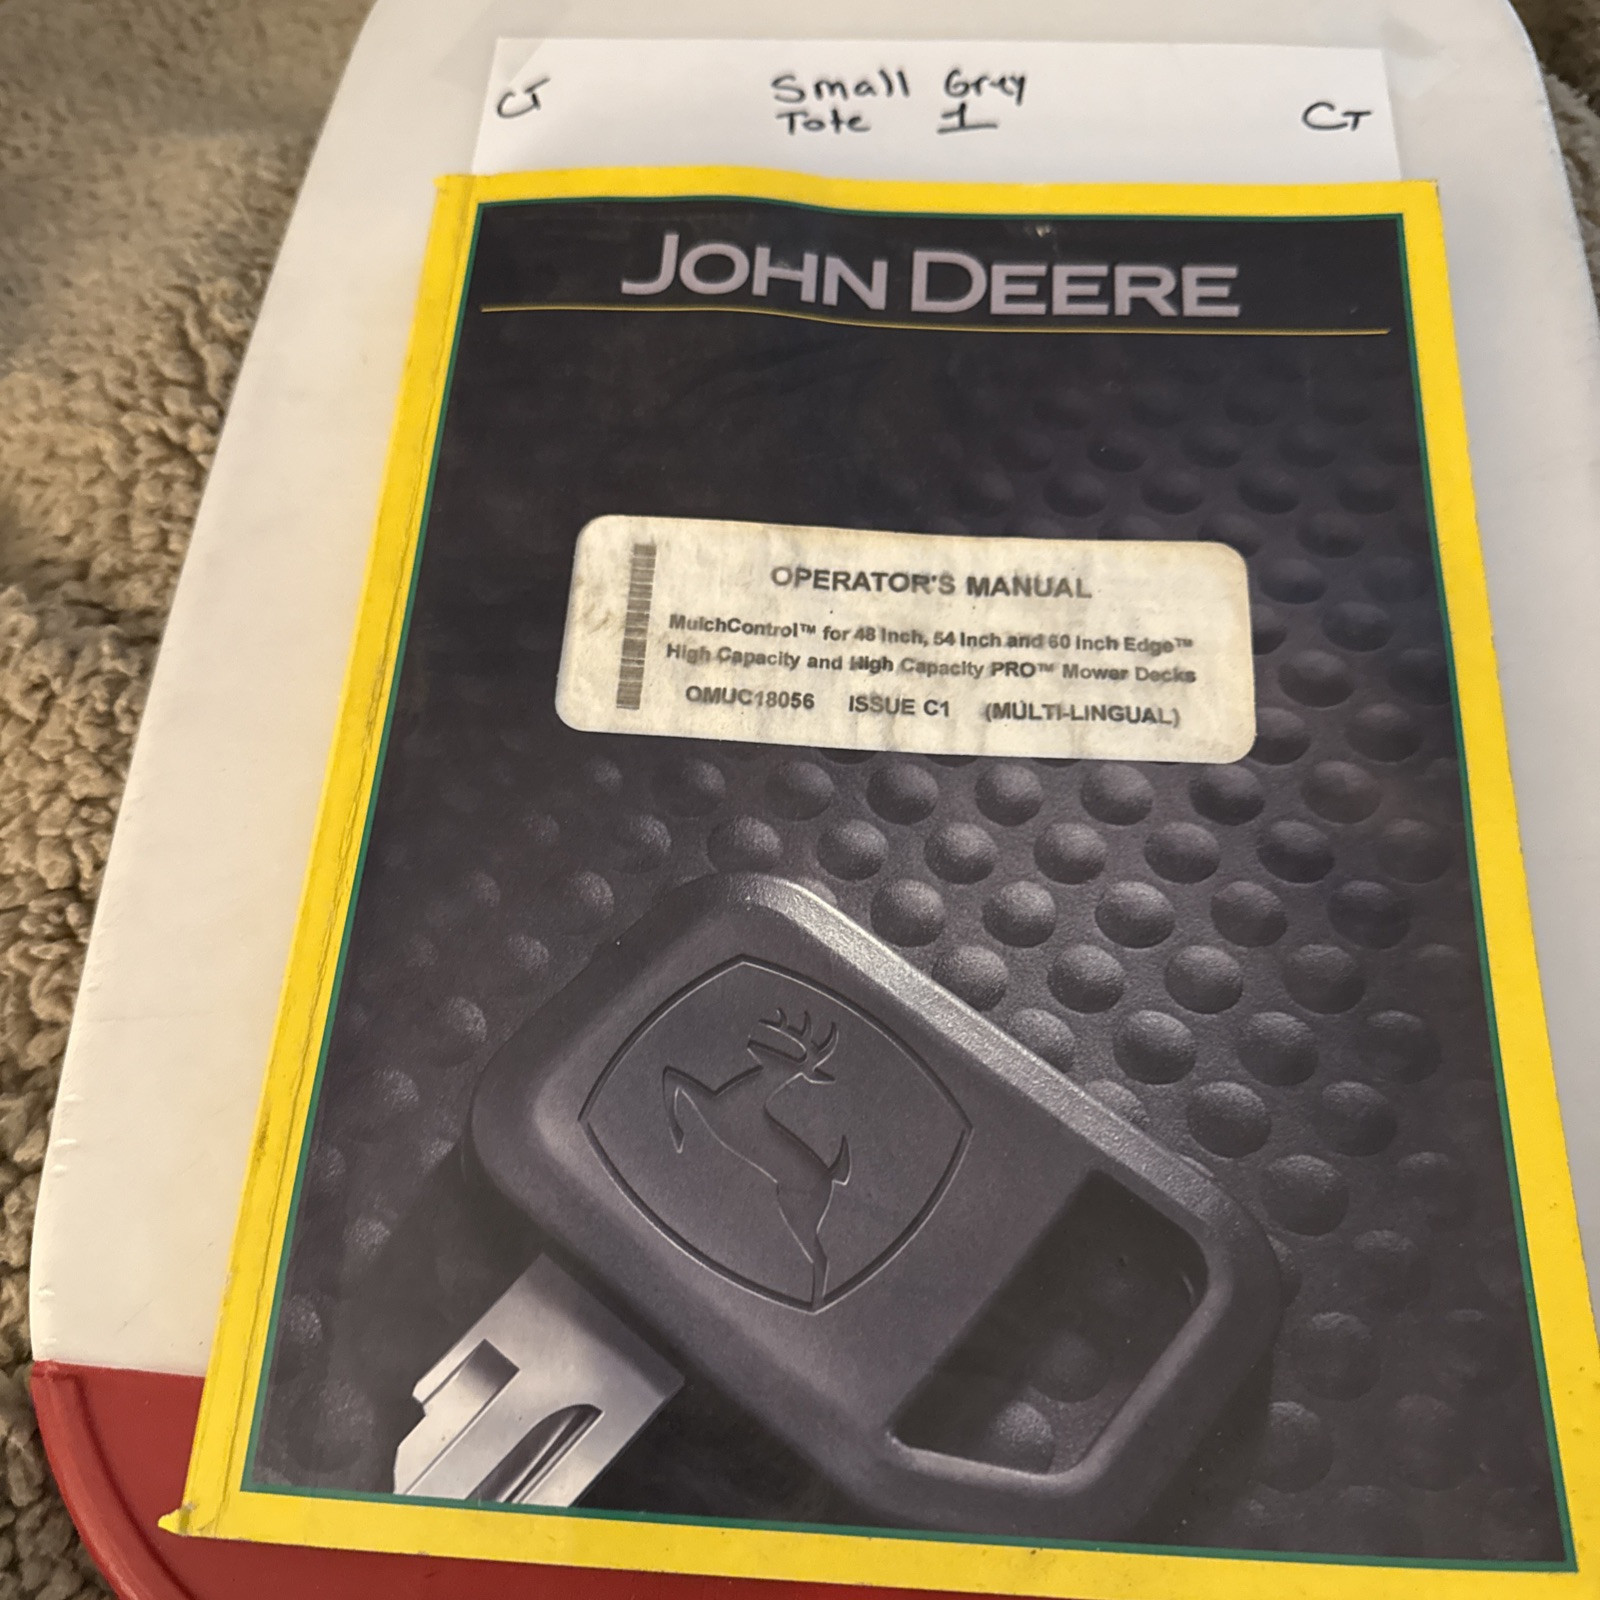 CT Small Grey CT
Tote 1
JOHN DEERE
OPERATOR'S MANUAL
MulchControl™ for 48 Inch, 54 Inch and 60 Inch Edge™
High Capacity and High Capacity PRO™ Mower Decks
OMUC18056 ISSUE C1 (MULTI-LINGUAL)